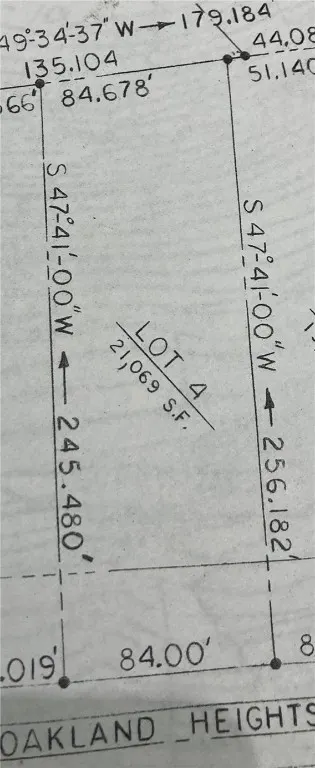 49°-34'-37" W → 179.184'
135.104
44.08
66'
84.678'
51.140
S 47°-41'-00" W ← 245.480'
S 47°-41'-00" W ← 256.182'
LOT 4
21,069 S.F.
.019'
84.00'
8
OAKLAND HEIGHTS